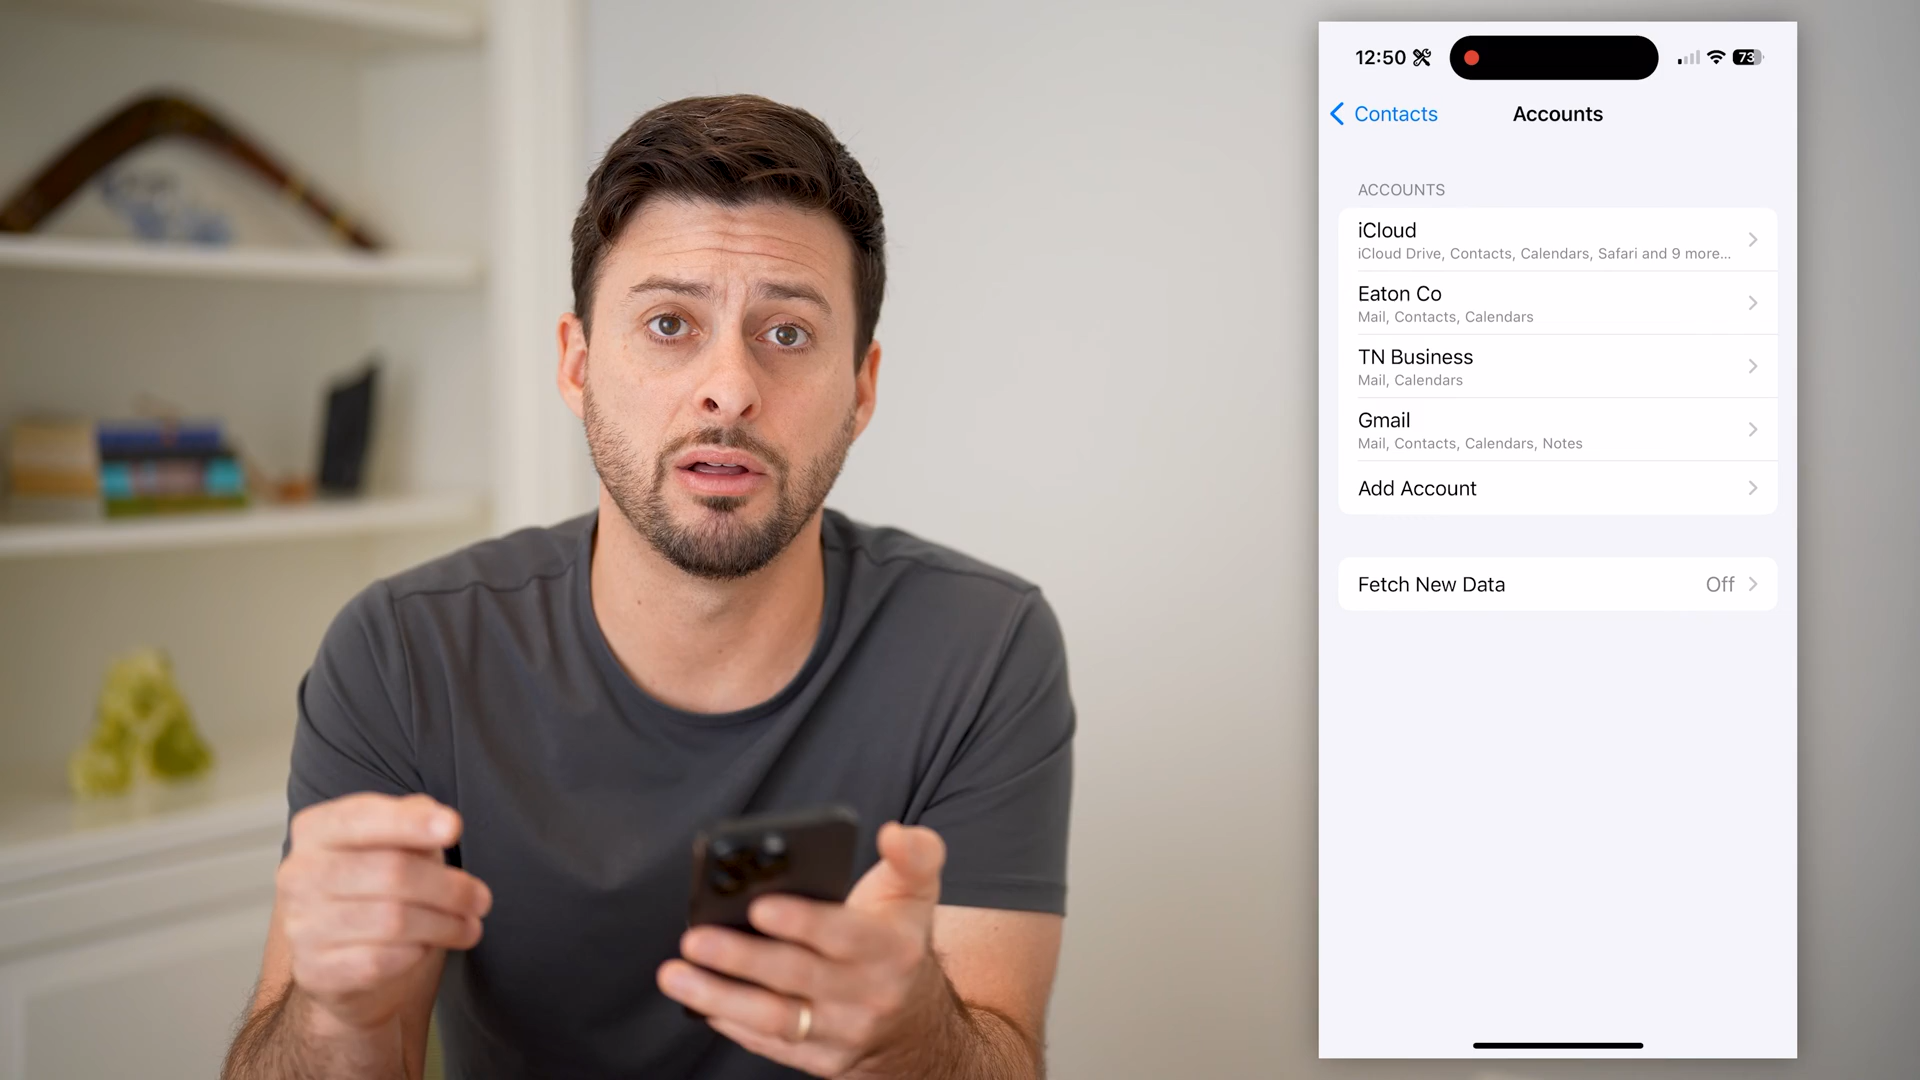 12:50
73
Contacts
Accounts
ACCOUNTS
iCloud
iCloud Drive, Contacts, Calendars, Safari and 9 more...
Eaton Co
Mail, Contacts, Calendars
TN Business
Mail, Calendars
Gmail
Mail, Contacts, Calendars, Notes
Add Account
Fetch New Data
Off